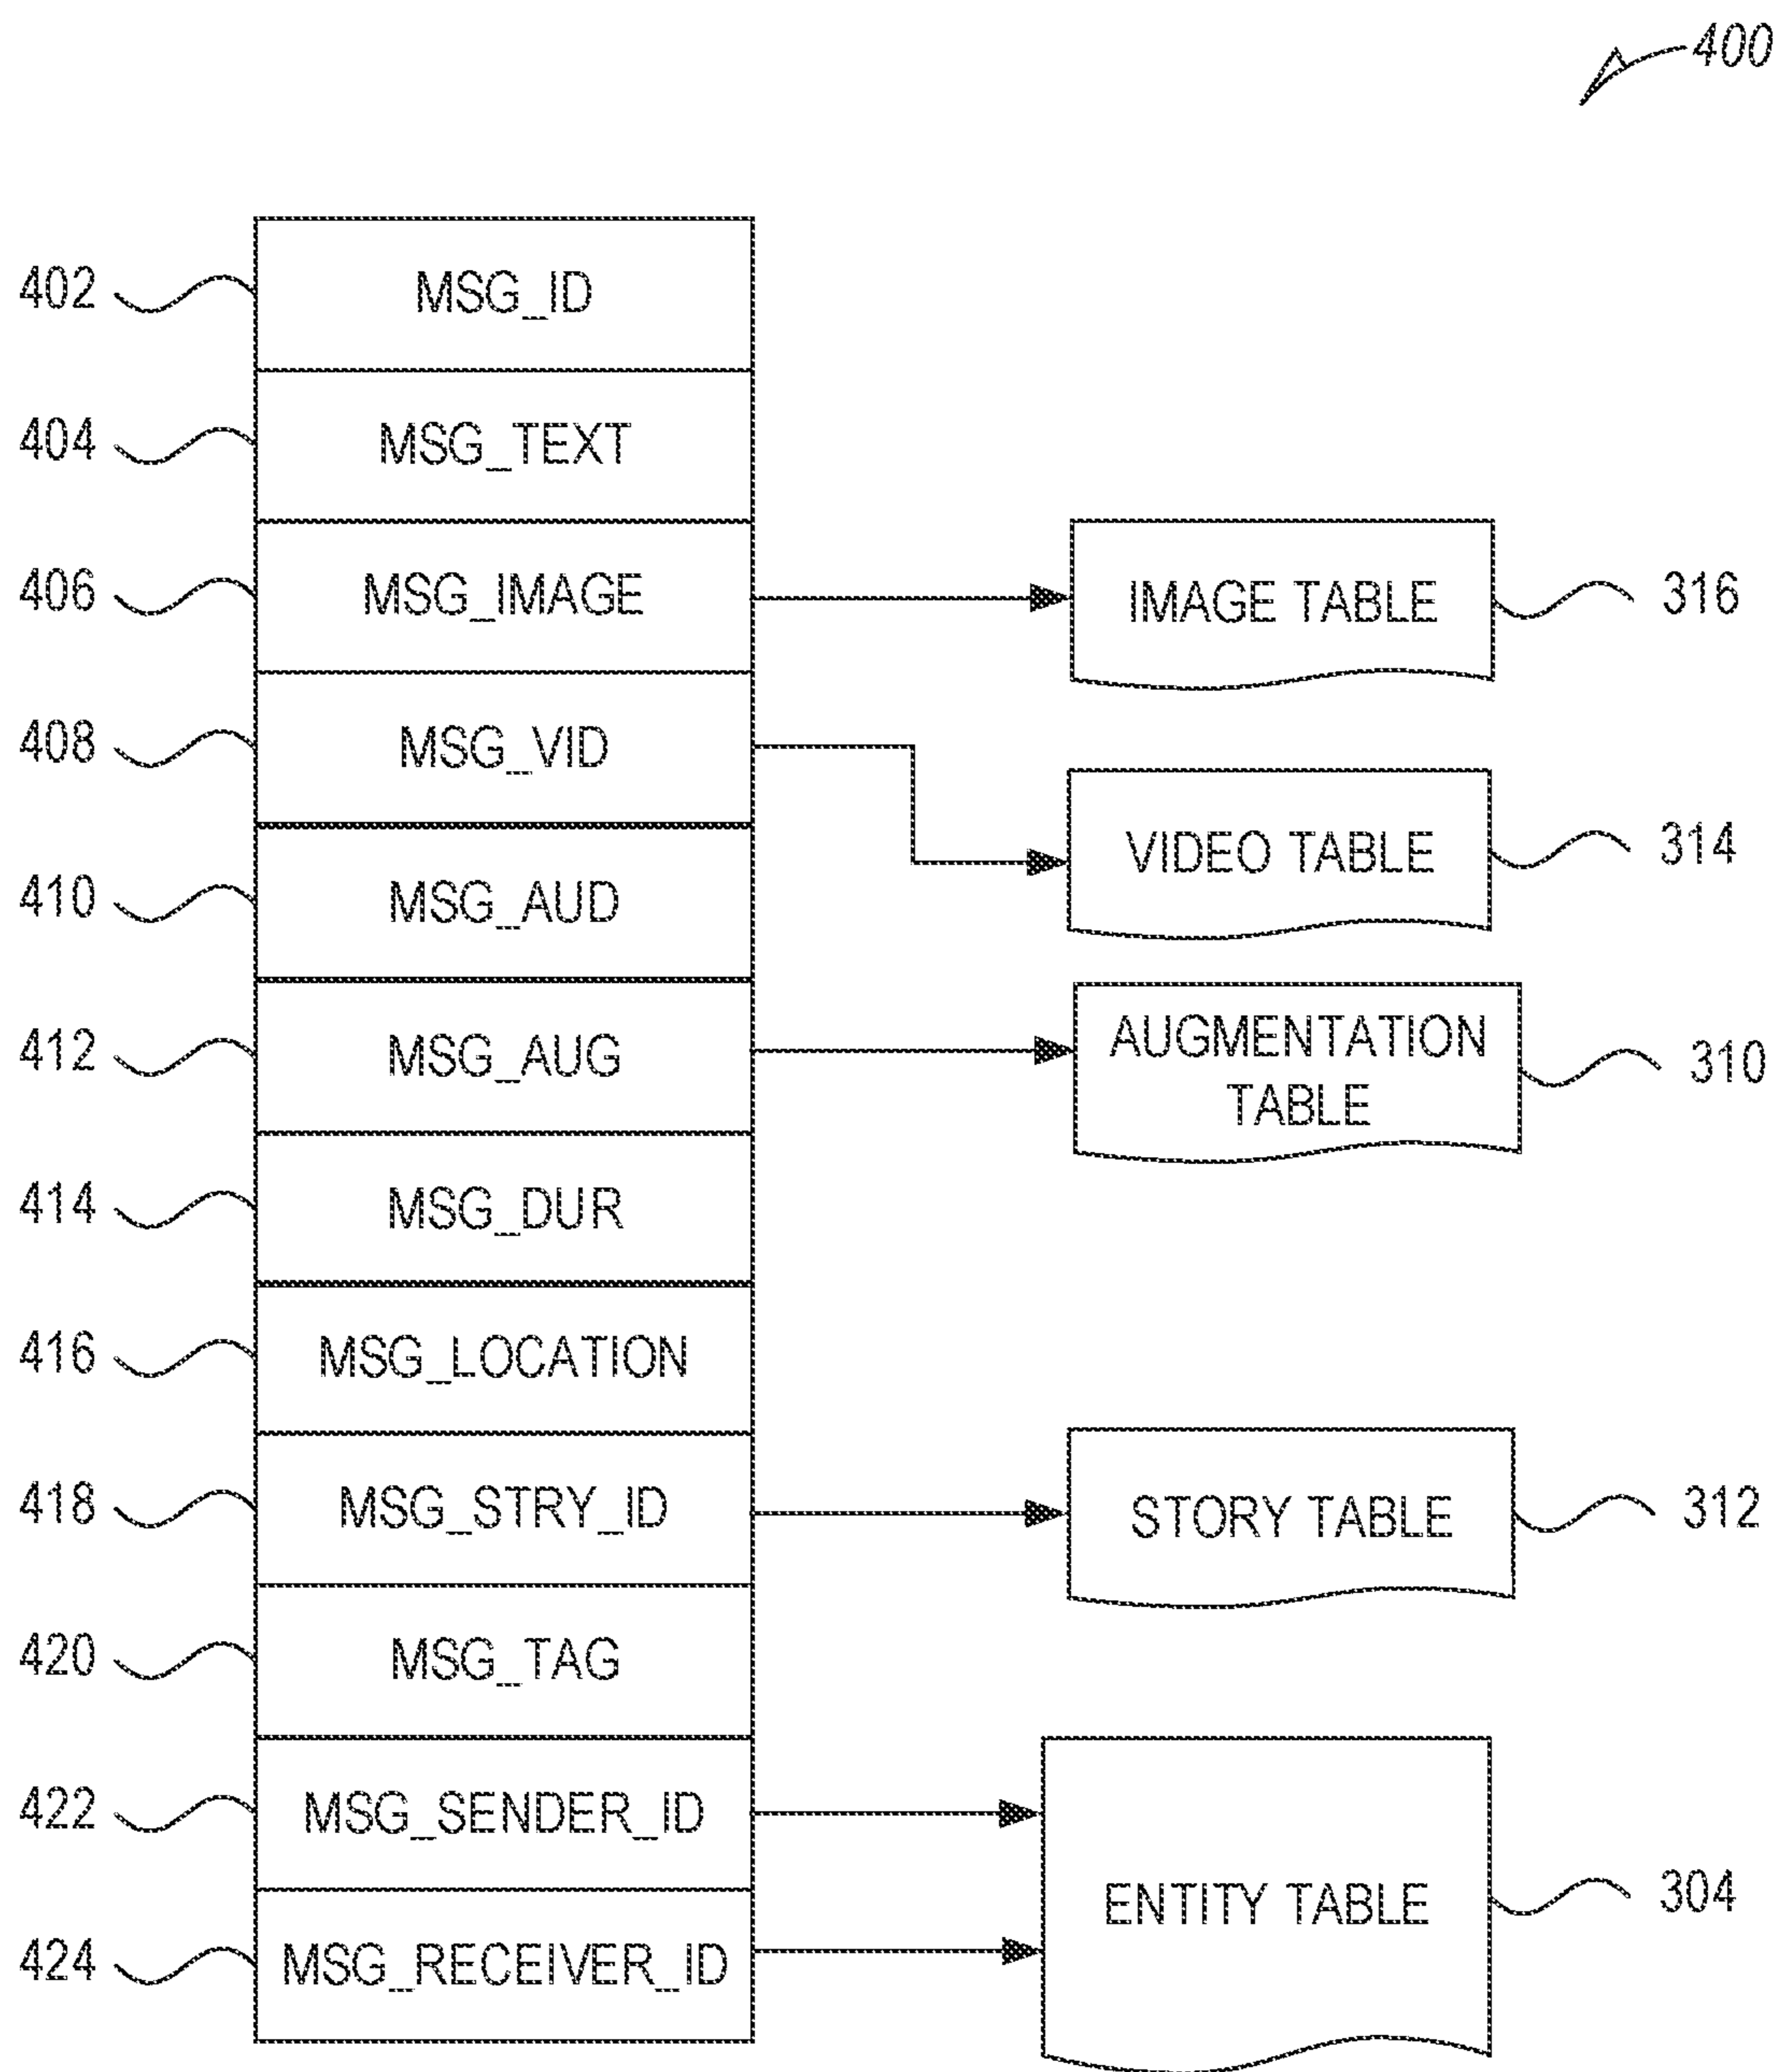 400
402 MSG_ID
404 MSG_TEXT
406 MSG_IMAGE IMAGE TABLE 316
408 MSG_VID VIDEO TABLE 314
410 MSG_AUD
412 MSG_AUG AUGMENTATION TABLE 310
414 MSG_DUR
416 MSG_LOCATION
418 MSG_STRY_ID STORY TABLE 312
420 MSG_TAG
422 MSG_SENDER_ID
ENTITY TABLE 304
424 MSG_RECEIVER_ID